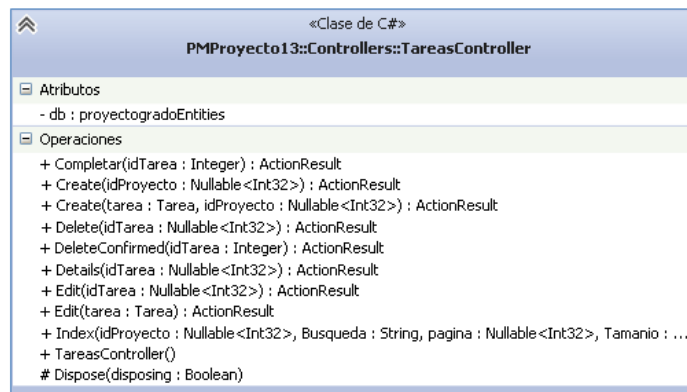 «Clase de C#»
PMProyecto13::Controllers::TareasController
Atributos
- db : proyectogradoEntities
Operaciones
+ Completar(idTarea : Integer) : ActionResult
+ Create(idProyecto : Nullable<Int32>) : ActionResult
+ Create(tarea : Tarea, idProyecto : Nullable<Int32>) : ActionResult
+ Delete(idTarea : Nullable<Int32>) : ActionResult
+ DeleteConfirmed(idTarea : Integer) : ActionResult
+ Details(idTarea : Nullable<Int32>) : ActionResult
+ Edit(idTarea : Nullable<Int32>) : ActionResult
+ Edit(tarea : Tarea) : ActionResult
+ Index(idProyecto : Nullable<Int32>, Busqueda : String, pagina : Nullable<Int32>, Tamanio : ...
+ TareasController()
# Dispose(disposing : Boolean)